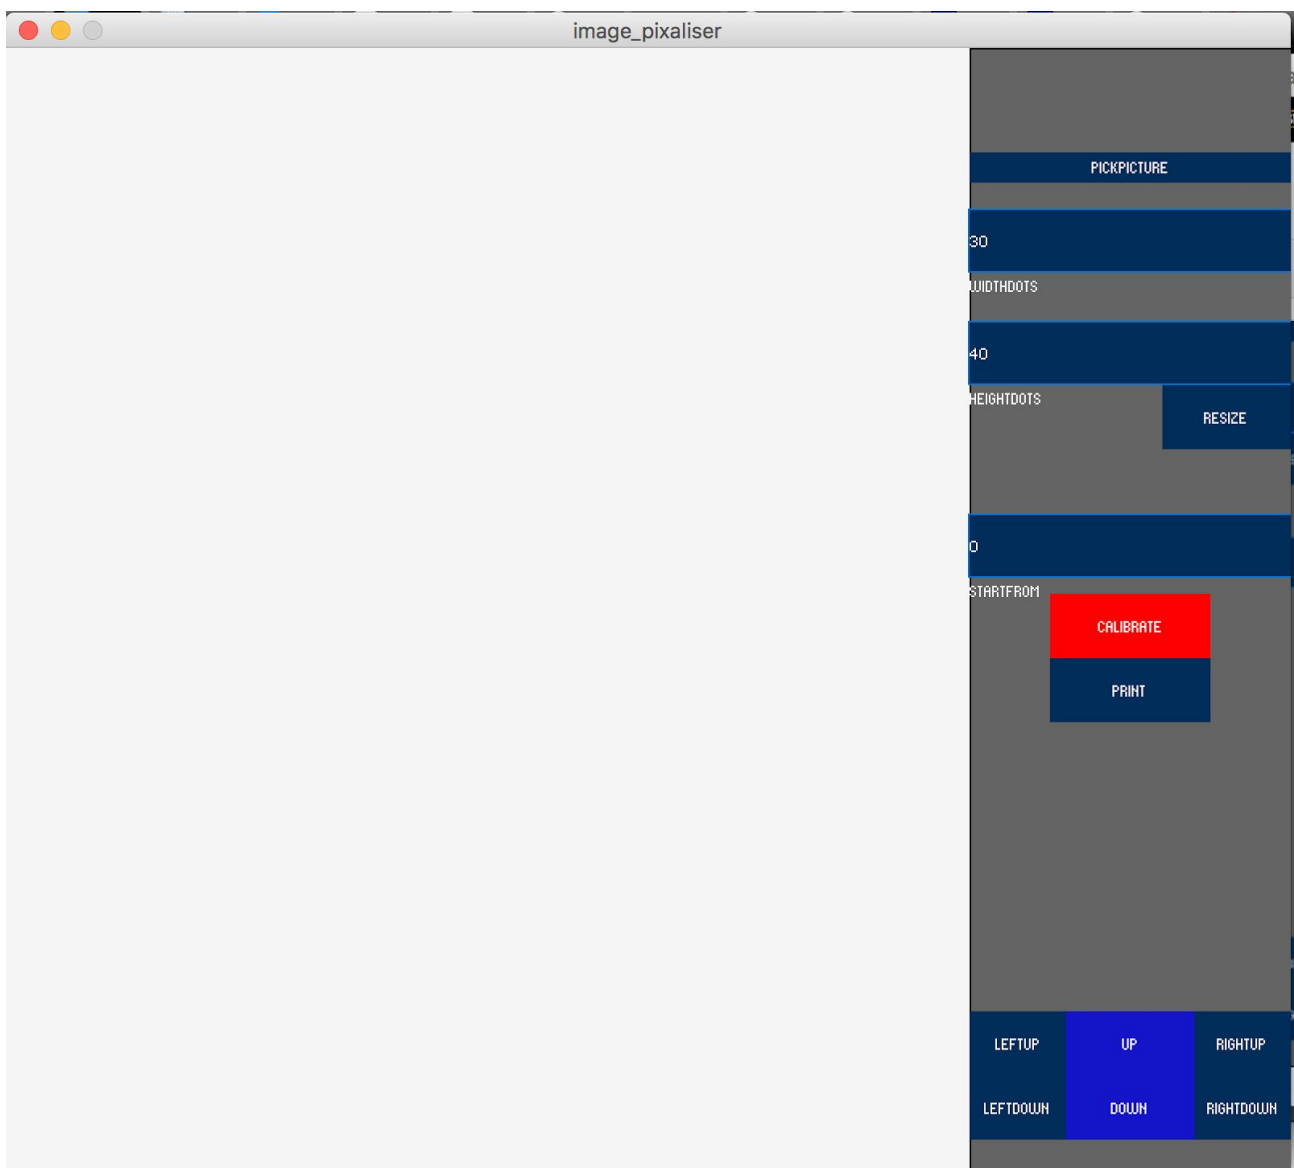 image_pixaliser
PICKPICTURE
30
WIDTHDOTS
40
HEIGHTDOTS
RESIZE
0
STARTFROM
CALIBRATE
PRINT
LEFTUP UP RIGHTUP
LEFTDOWN DOWN RIGHTDOWN